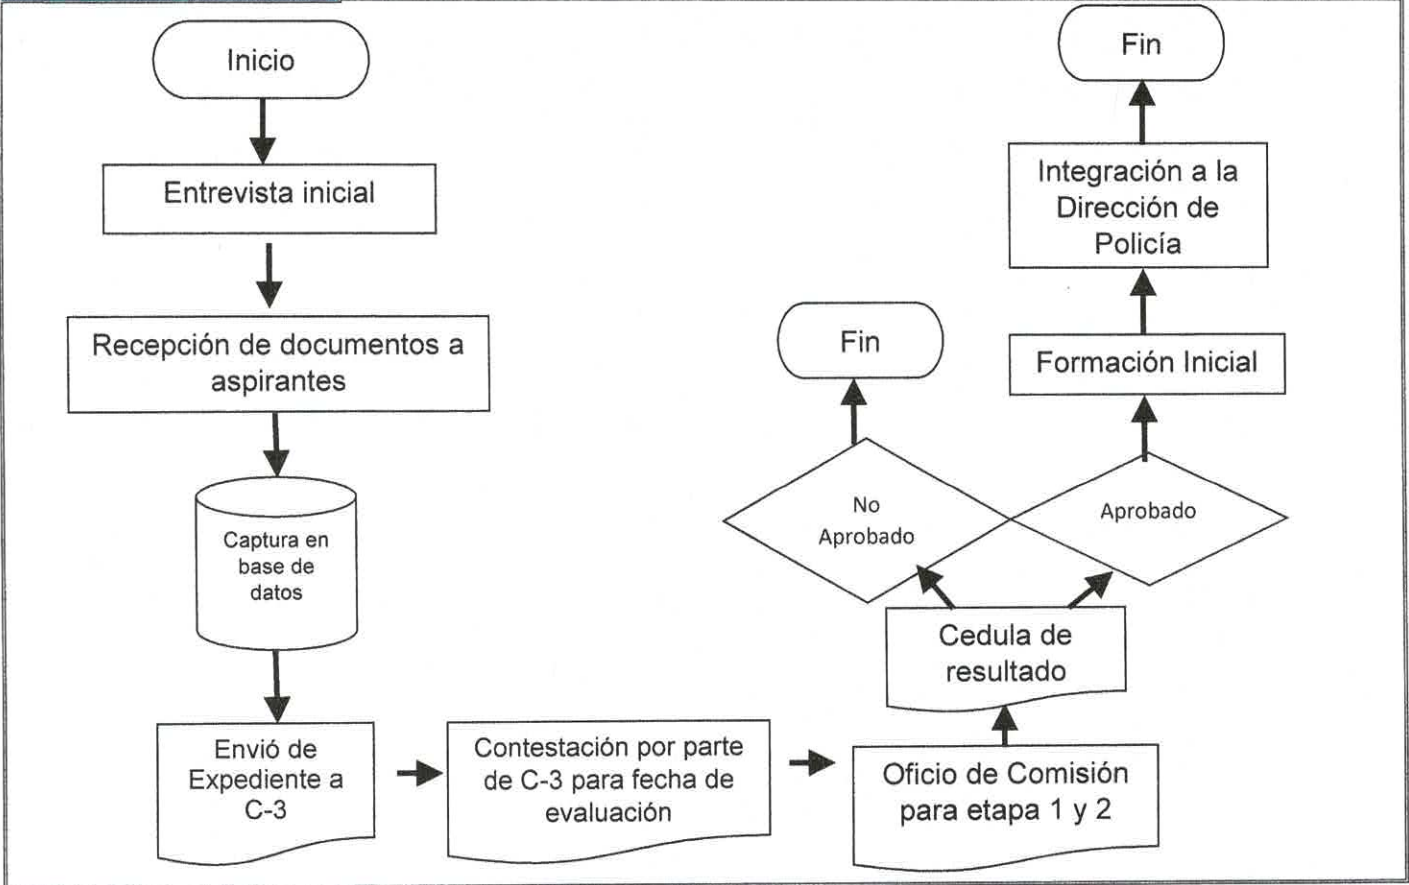 Inicio
Entrevista inicial
Recepción de documentos a
aspirantes
Captura en
base de
datos
Envió de
Expediente a
C-3
Contestación por parte
de C-3 para fecha de
evaluación
Oficio de Comisión
para etapa 1 y 2
Cedula de
resultado
No
Aprobado
Fin
Aprobado
Formación Inicial
Integración a la
Dirección de
Policía
Fin